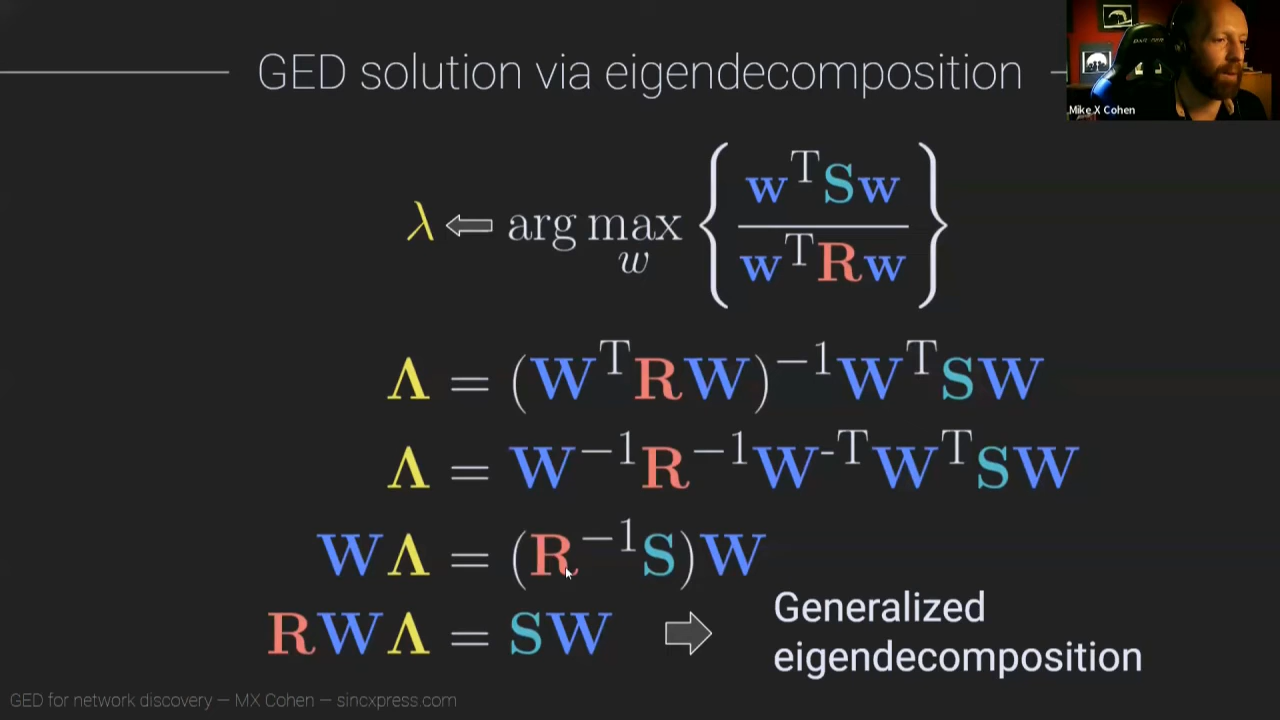 GED solution via eigendecomposition
Mike X Cohen
λ ⇐ arg max_w { wᵀSw / wᵀRw }
Λ = (WᵀRW)⁻¹WᵀSW
Λ = W⁻¹R⁻¹W⁻ᵀWᵀSW
WΛ = (R⁻¹S)W
RWΛ = SW ⇒ Generalized
eigendecomposition
GED for network discovery — MX Cohen — sincxpress.com